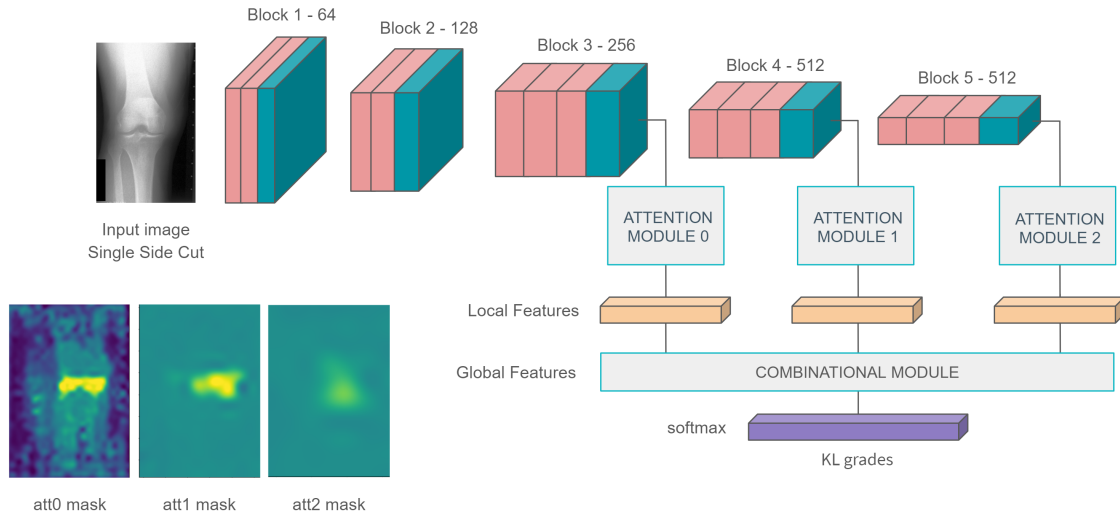 Block 1 - 64
Block 2 - 128
Block 3 - 256
Block 4 - 512
Block 5 - 512
Input image
Single Side Cut
ATTENTION
MODULE 0
ATTENTION
MODULE 1
ATTENTION
MODULE 2
Local Features
Global Features
COMBINATIONAL MODULE
softmax
KL grades
att0 mask
att1 mask
att2 mask